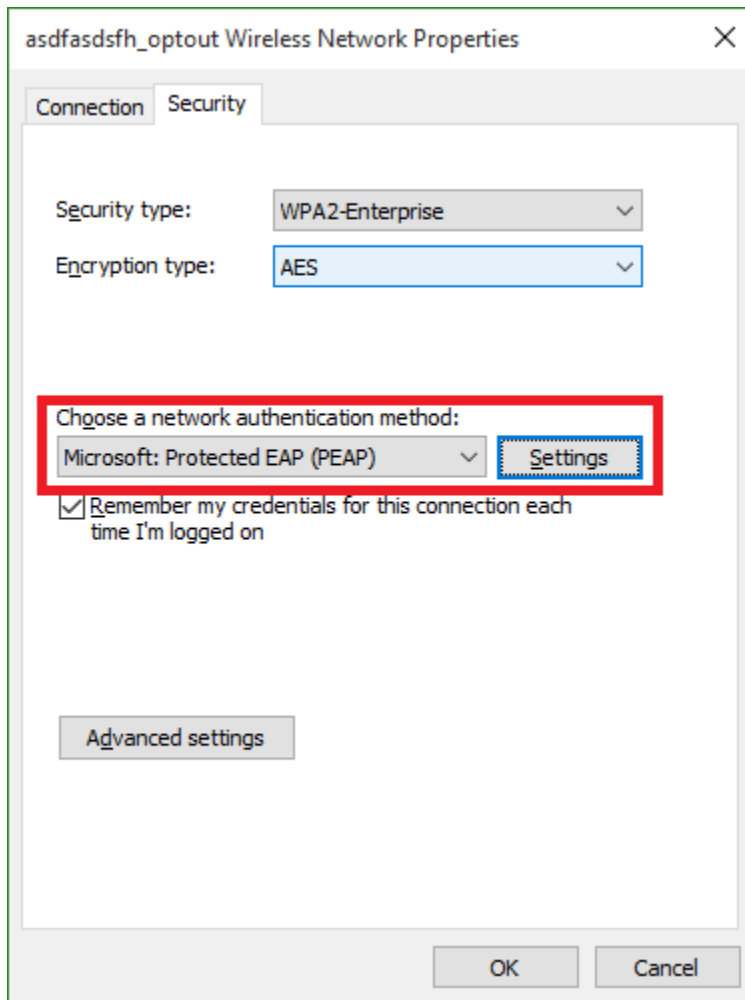 asdfasdsfh_optout Wireless Network Properties
Connection Security
Security type: WPA2-Enterprise
Encryption type: AES
Choose a network authentication method:
Microsoft: Protected EAP (PEAP) Settings
Remember my credentials for this connection each
time I'm logged on
Advanced settings
OK Cancel